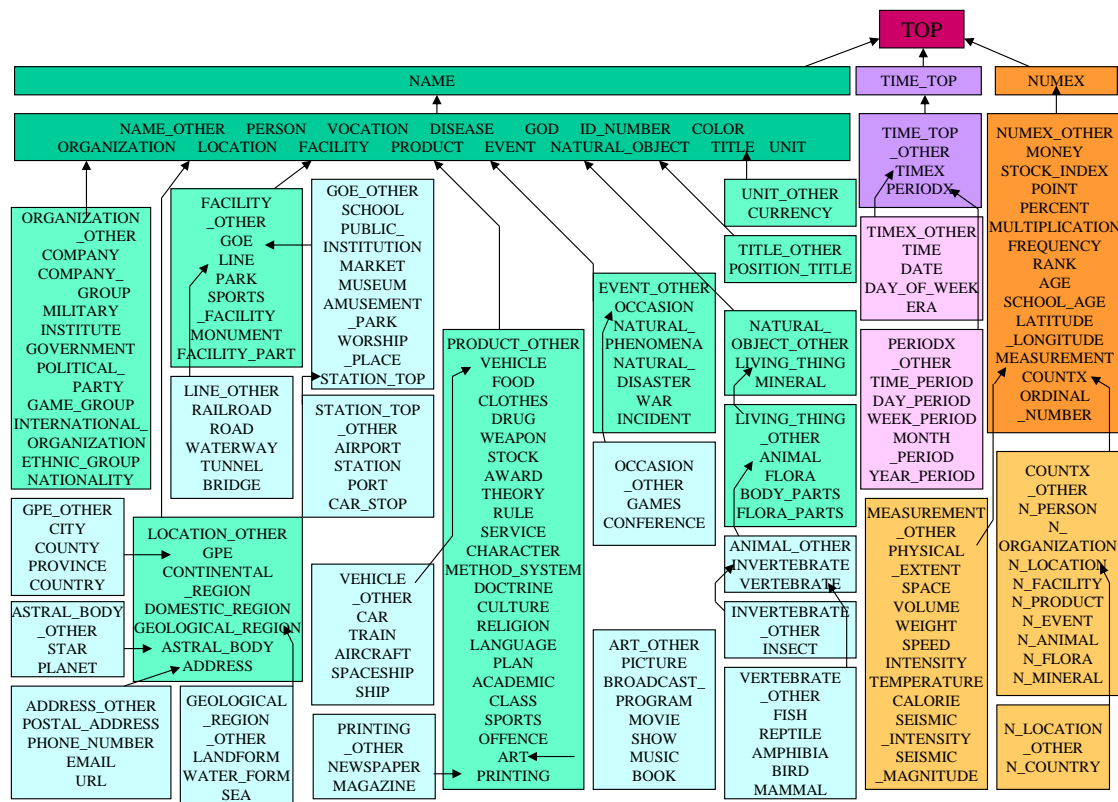 TOP
NAME
TIME_TOP
NUMEX
NAME_OTHER PERSON VOCATION DISEASE GOD ID_NUMBER COLOR
ORGANIZATION LOCATION FACILITY PRODUCT EVENT NATURAL_OBJECT TITLE UNIT
ORGANIZATION
_OTHER
COMPANY
COMPANY_
GROUP
MILITARY
INSTITUTE
GOVERNMENT
POLITICAL_
PARTY
GAME_GROUP
INTERNATIONAL_
ORGANIZATION
ETHNIC_GROUP
NATIONALITY
FACILITY
_OTHER
GOE
LINE
PARK
SPORTS
_FACILITY
MONUMENT
FACILITY_PART
GOE_OTHER
SCHOOL
PUBLIC_
INSTITUTION
MARKET
MUSEUM
AMUSEMENT
_PARK
WORSHIP
_PLACE
STATION_TOP
LINE_OTHER
RAILROAD
ROAD
WATERWAY
TUNNEL
BRIDGE
STATION_TOP
_OTHER
AIRPORT
STATION
PORT
CAR_STOP
GPE_OTHER
CITY
COUNTY
PROVINCE
COUNTRY
ASTRAL_BODY
_OTHER
STAR
PLANET
LOCATION_OTHER
GPE
CONTINENTAL
_REGION
DOMESTIC_REGION
GEOLOGICAL_REGION
ASTRAL_BODY
ADDRESS
ADDRESS_OTHER
POSTAL_ADDRESS
PHONE_NUMBER
EMAIL
URL
GEOLOGICAL
_REGION
_OTHER
LANDFORM
WATER_FORM
SEA
VEHICLE
_OTHER
CAR
TRAIN
AIRCRAFT
SPACESHIP
SHIP
PRINTING
_OTHER
NEWSPAPER
MAGAZINE
PRODUCT_OTHER
VEHICLE
FOOD
CLOTHES
DRUG
WEAPON
STOCK
AWARD
THEORY
RULE
SERVICE
CHARACTER
METHOD_SYSTEM
DOCTRINE
CULTURE
RELIGION
LANGUAGE
PLAN
ACADEMIC
CLASS
SPORTS
OFFENCE
ART
PRINTING
EVENT_OTHER
OCCASION
NATURAL_
PHENOMENA
NATURAL_
DISASTER
WAR
INCIDENT
OCCASION
_OTHER
GAMES
CONFERENCE
ART_OTHER
PICTURE
BROADCAST_
PROGRAM
MOVIE
SHOW
MUSIC
BOOK
UNIT_OTHER
CURRENCY
TITLE_OTHER
POSITION_TITLE
NATURAL_
OBJECT_OTHER
LIVING_THING
MINERAL
LIVING_THING
_OTHER
ANIMAL
FLORA
BODY_PARTS
FLORA_PARTS
ANIMAL_OTHER
INVERTEBRATE
VERTEBRATE
INVERTEBRATE
_OTHER
INSECT
VERTEBRATE
_OTHER
FISH
REPTILE
AMPHIBIA
BIRD
MAMMAL
TIME_TOP
_OTHER
TIMEX
PERIODX
TIMEX_OTHER
TIME
DATE
DAY_OF_WEEK
ERA
PERIODX
_OTHER
TIME_PERIOD
DAY_PERIOD
WEEK_PERIOD
MONTH
_PERIOD
YEAR_PERIOD
MEASUREMENT
_OTHER
PHYSICAL
_EXTENT
SPACE
VOLUME
WEIGHT
SPEED
INTENSITY
TEMPERATURE
CALORIE
SEISMIC
_INTENSITY
SEISMIC
_MAGNITUDE
NUMEX_OTHER
MONEY
STOCK_INDEX
POINT
PERCENT
MULTIPLICATION
FREQUENCY
RANK
AGE
SCHOOL_AGE
LATITUDE
_LONGITUDE
MEASUREMENT
COUNTX
ORDINAL
_NUMBER
COUNTX
_OTHER
N_PERSON
N_
ORGANIZATION
N_LOCATION
N_FACILITY
N_PRODUCT
N_EVENT
N_ANIMAL
N_FLORA
N_MINERAL
N_LOCATION
_OTHER
N_COUNTRY